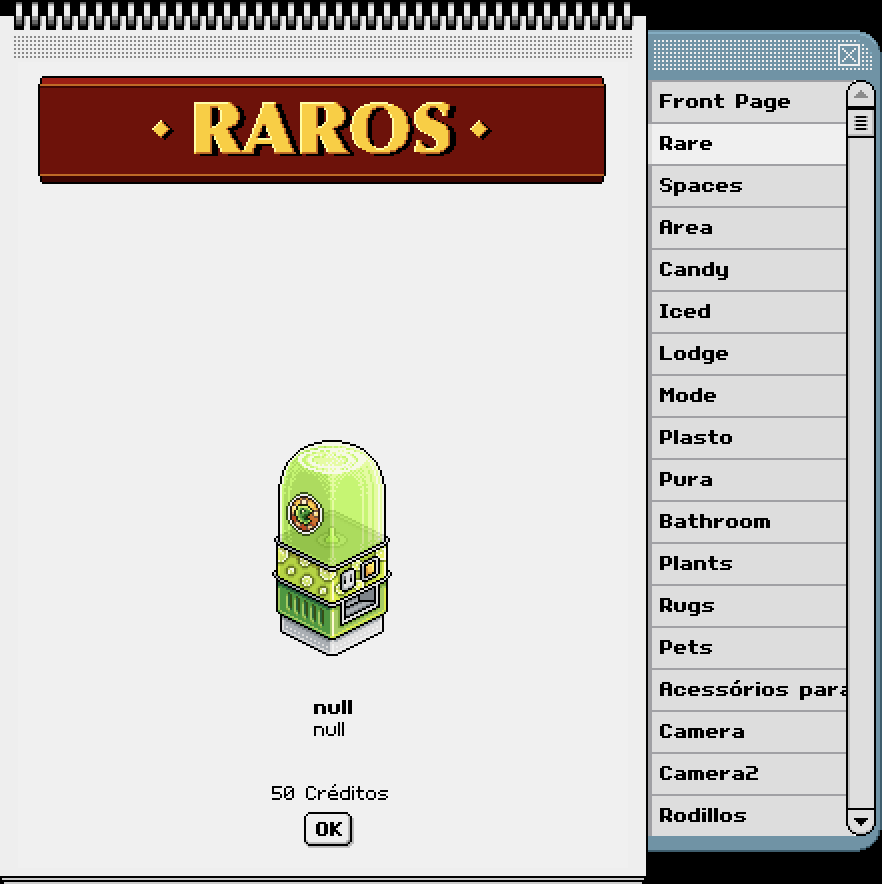 RAROS
null
null
50 Créditos
OK
Front Page
Rare
Spaces
Area
Candy
Iced
Lodge
Mode
Plasto
Pura
Bathroom
Plants
Rugs
Pets
Acessórios para
Camera
Camera2
Rodillos